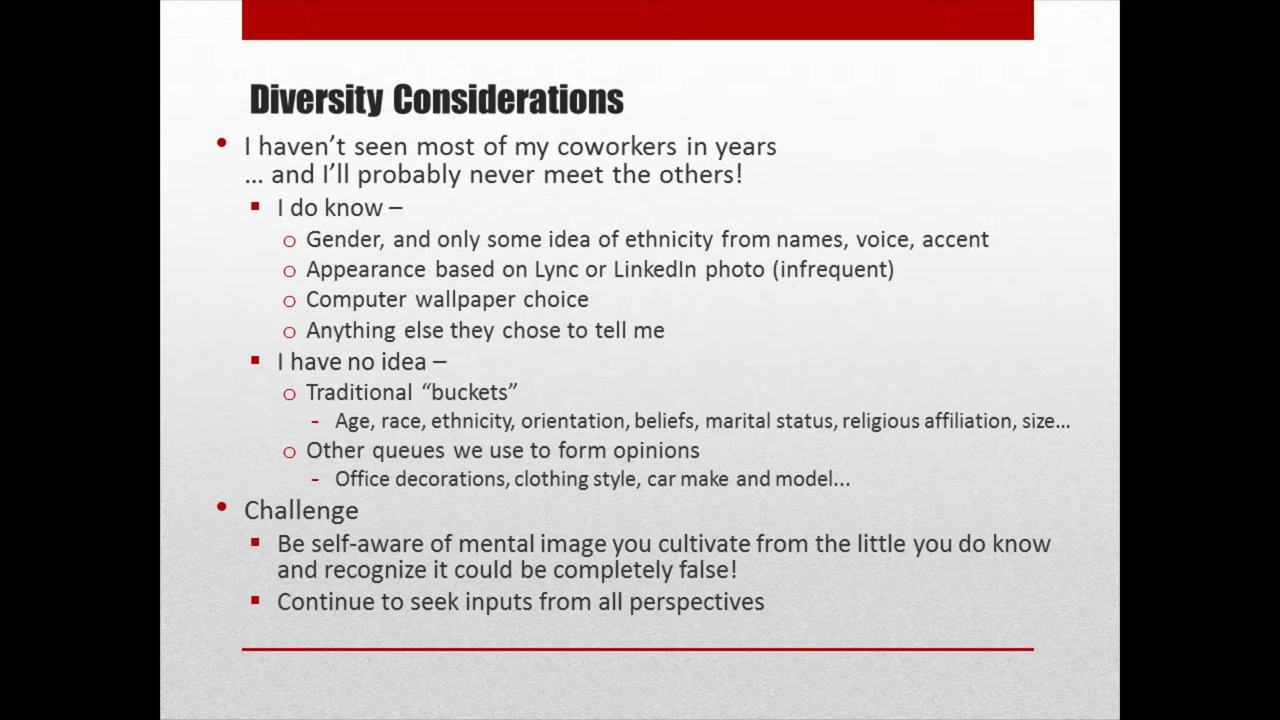 Diversity Considerations
• I haven’t seen most of my coworkers in years
… and I’ll probably never meet the others!
▪ I do know –
o Gender, and only some idea of ethnicity from names, voice, accent
o Appearance based on Lync or LinkedIn photo (infrequent)
o Computer wallpaper choice
o Anything else they chose to tell me
▪ I have no idea –
o Traditional “buckets”
- Age, race, ethnicity, orientation, beliefs, marital status, religious affiliation, size…
o Other queues we use to form opinions
- Office decorations, clothing style, car make and model...
• Challenge
▪ Be self-aware of mental image you cultivate from the little you do know
and recognize it could be completely false!
▪ Continue to seek inputs from all perspectives